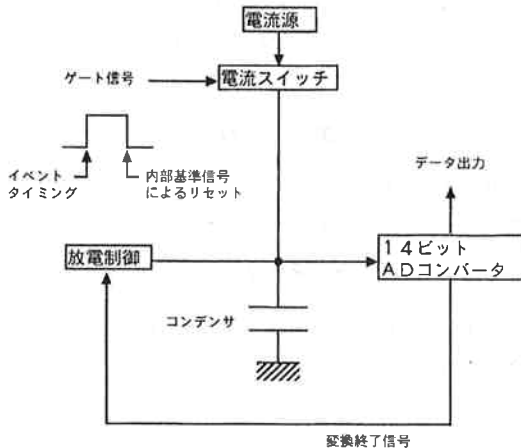 電流源
ゲート信号
電流スイッチ
イベント
タイミング
内部基準信号
によるリセット
データ出力
放電制御
14ビット
ADコンバータ
コンデンサ
変換終了信号